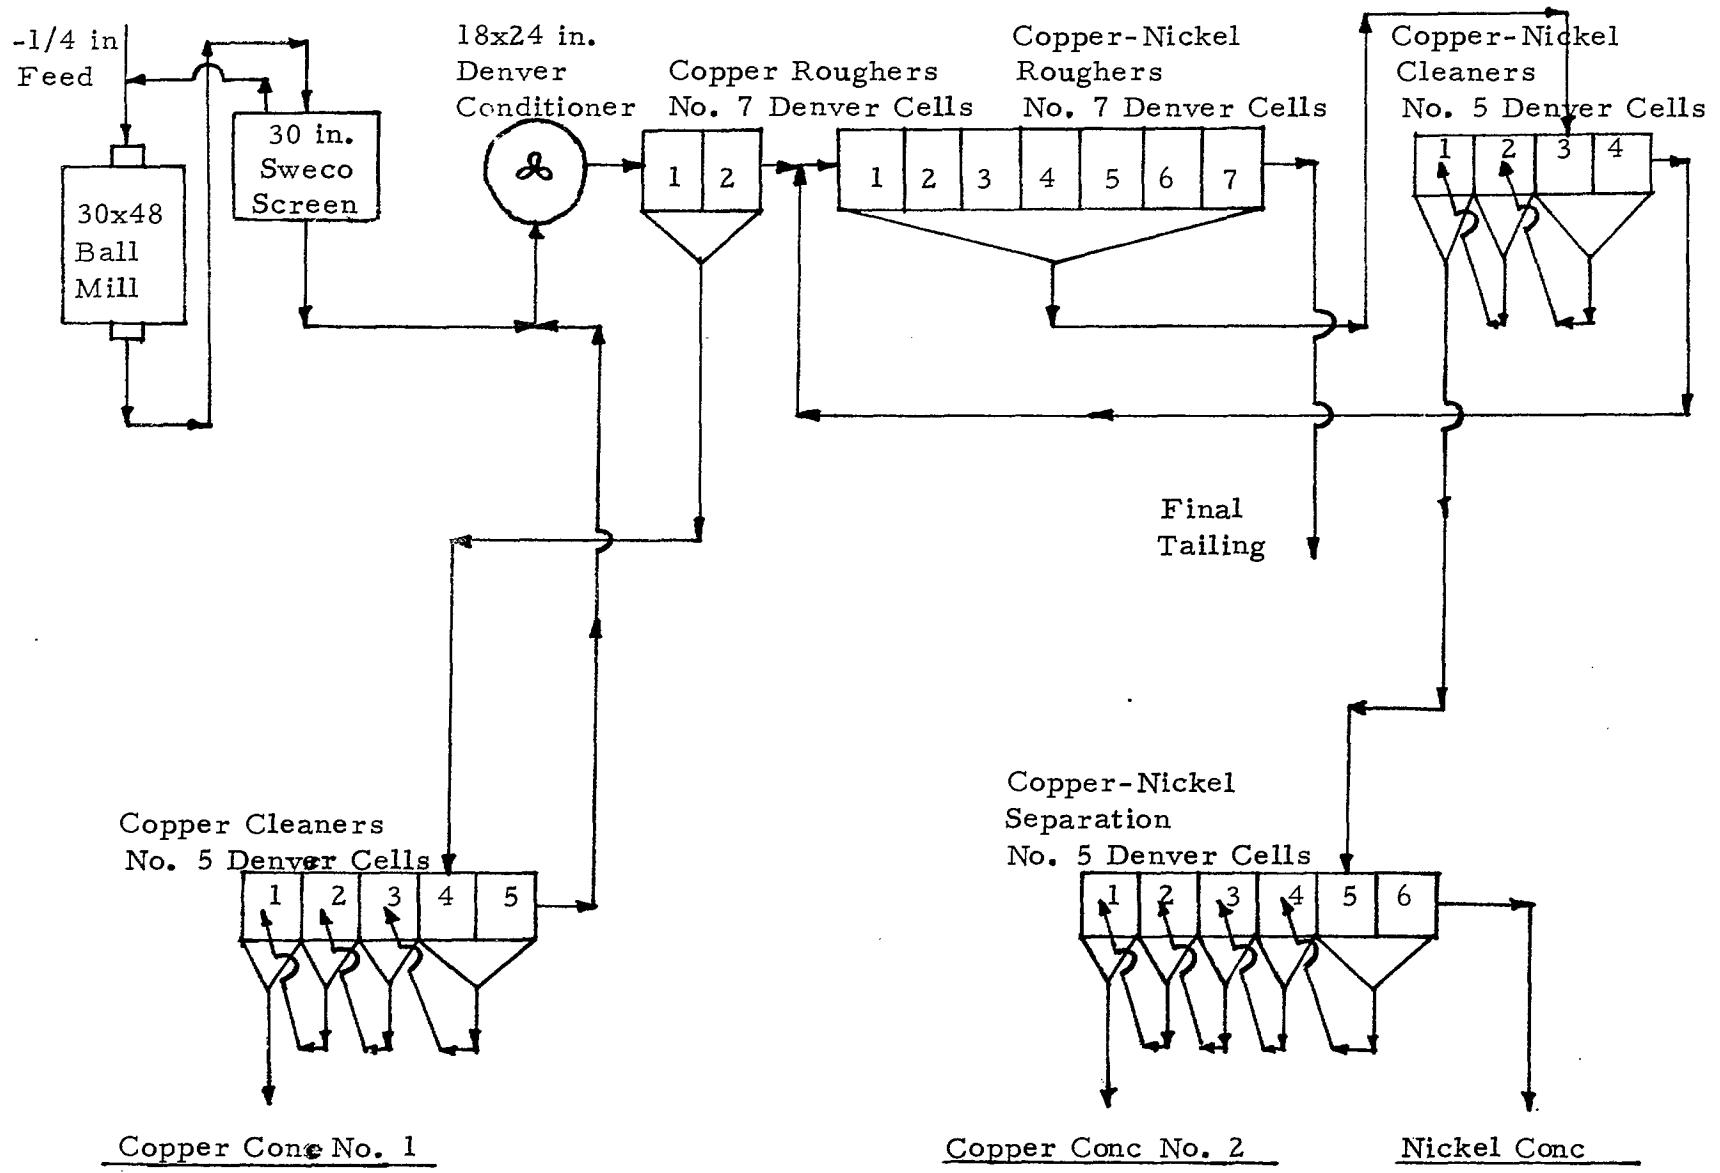 -1/4 in
Feed
30x48
Ball
Mill
30 in.
Sweco
Screen
18x24 in.
Denver
Conditioner
Copper Roughers
No. 7 Denver Cells
1 2
Copper-Nickel
Roughers
No. 7 Denver Cells
1 2 3 4 5 6 7
Copper-Nickel
Cleaners
No. 5 Denver Cells
1 2 3 4
Final
Tailing
Copper Cleaners
No. 5 Denver Cells
1 2 3 4 5
Copper-Nickel
Separation
No. 5 Denver Cells
1 2 3 4 5 6
Copper Conc No. 1
Copper Conc No. 2
Nickel Conc